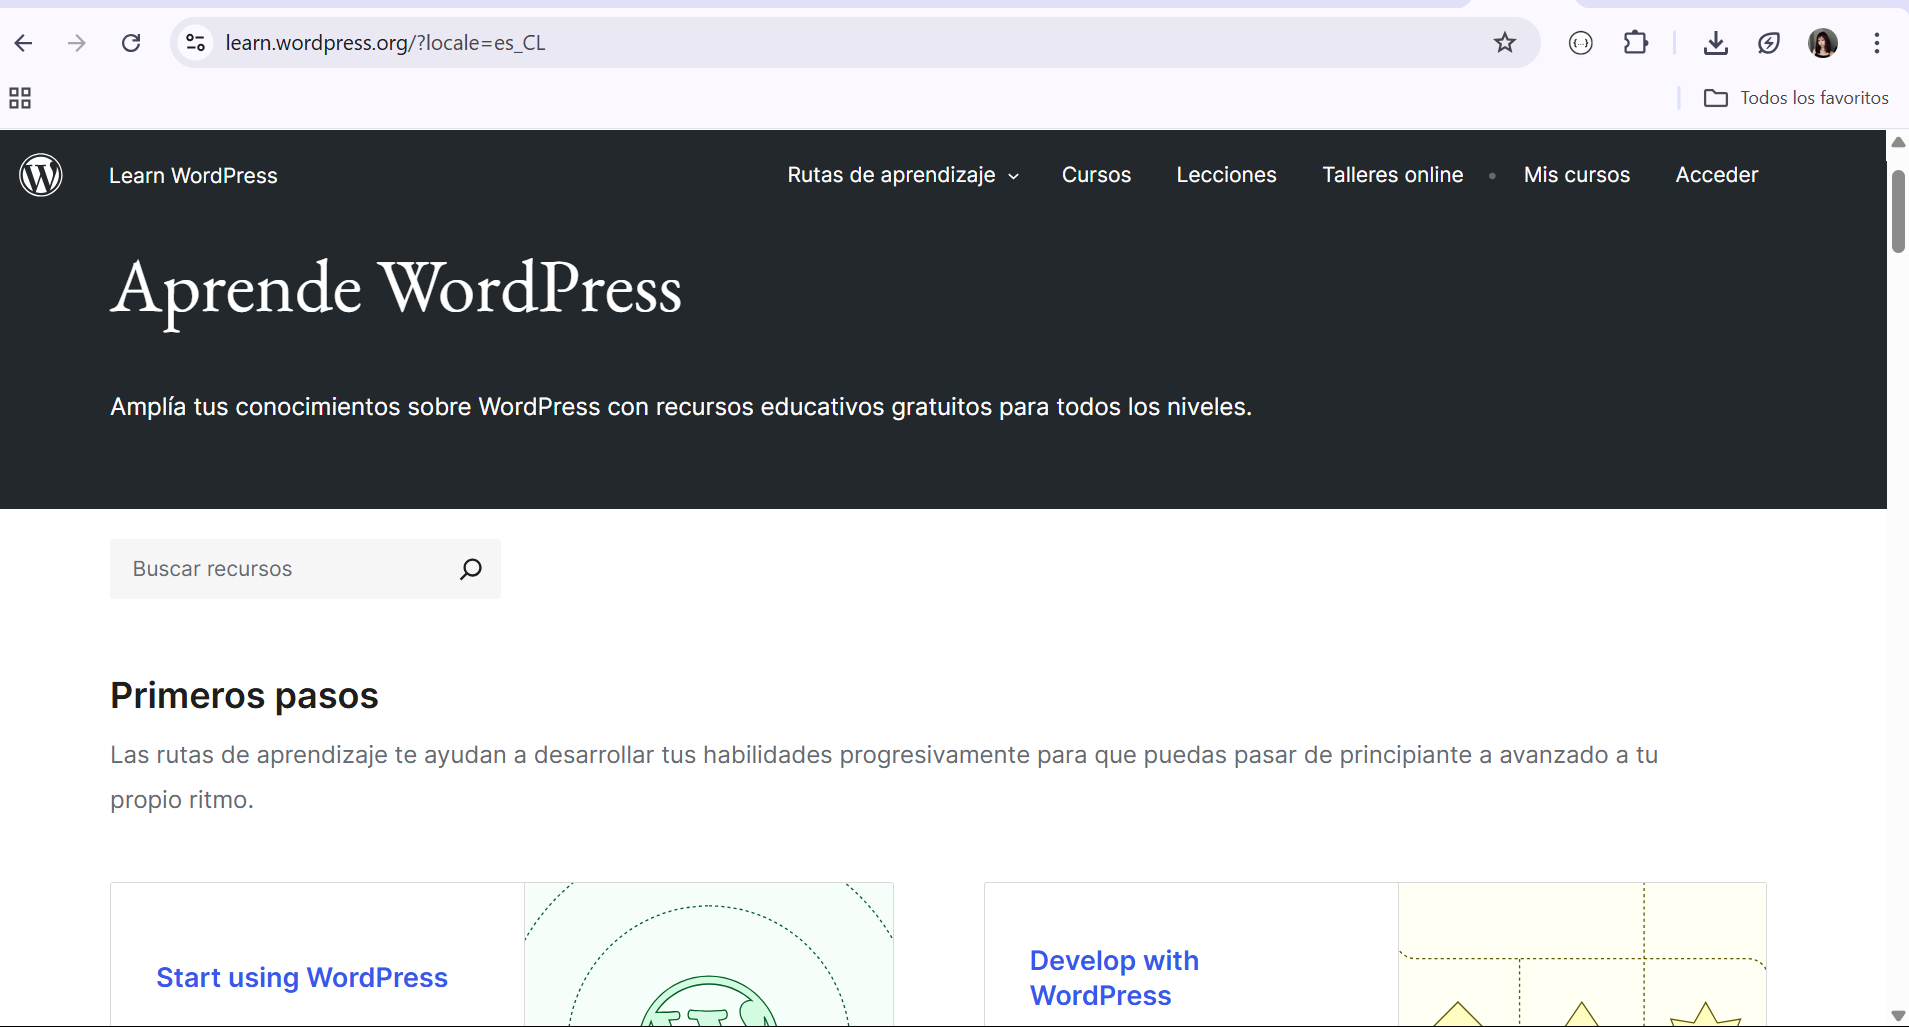 learn.wordpress.org/?locale=es_CL
Todos los favoritos
Learn WordPress
Rutas de aprendizaje
Cursos
Lecciones
Talleres online
Mis cursos
Acceder
Aprende WordPress
Amplía tus conocimientos sobre WordPress con recursos educativos gratuitos para todos los niveles.
Buscar recursos
Primeros pasos
Las rutas de aprendizaje te ayudan a desarrollar tus habilidades progresivamente para que puedas pasar de principiante a avanzado a tu
propio ritmo.
Start using WordPress
Develop with
WordPress